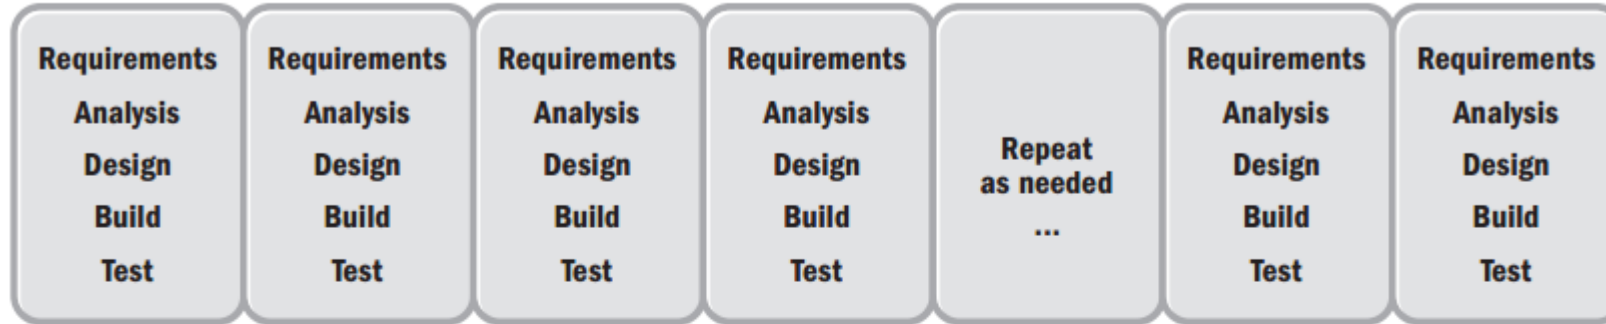 Requirements
Analysis
Design
Build
Test
Requirements
Analysis
Design
Build
Test
Requirements
Analysis
Design
Build
Test
Requirements
Analysis
Design
Build
Test
Repeat
as needed
...
Requirements
Analysis
Design
Build
Test
Requirements
Analysis
Design
Build
Test